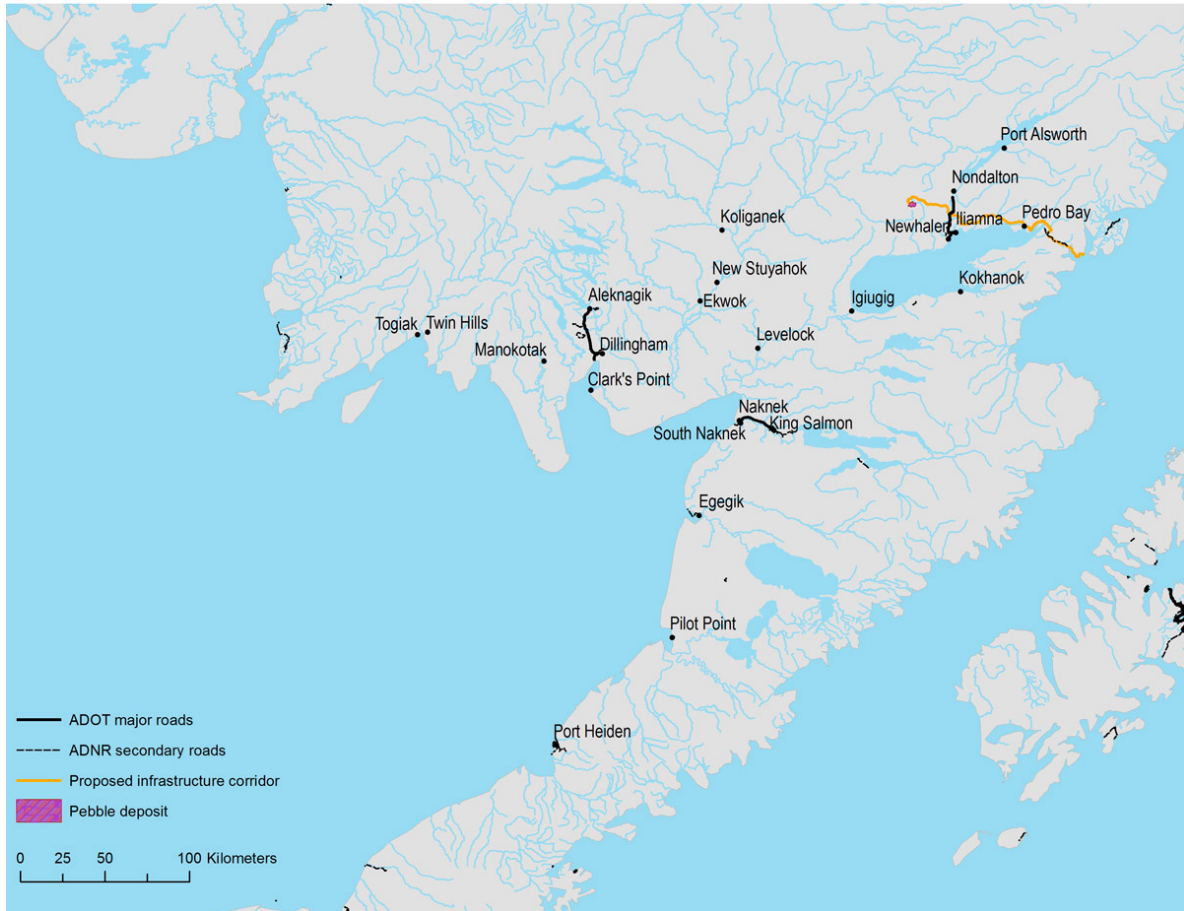 Port Alsworth
Nondalton
Koliganek
Newhalen
Iliamna
Pedro Bay
New Stuyahok
Kokhanok
Aleknagik
Ekwok
Igiugig
Togiak
Twin Hills
Manokotak
Dillingham
Levelock
Clark's Point
Naknek
South Naknek
King Salmon
Egegik
Pilot Point
Port Heiden
ADOT major roads
ADNR secondary roads
Proposed infrastructure corridor
Pebble deposit
0 25 50 100 Kilometers